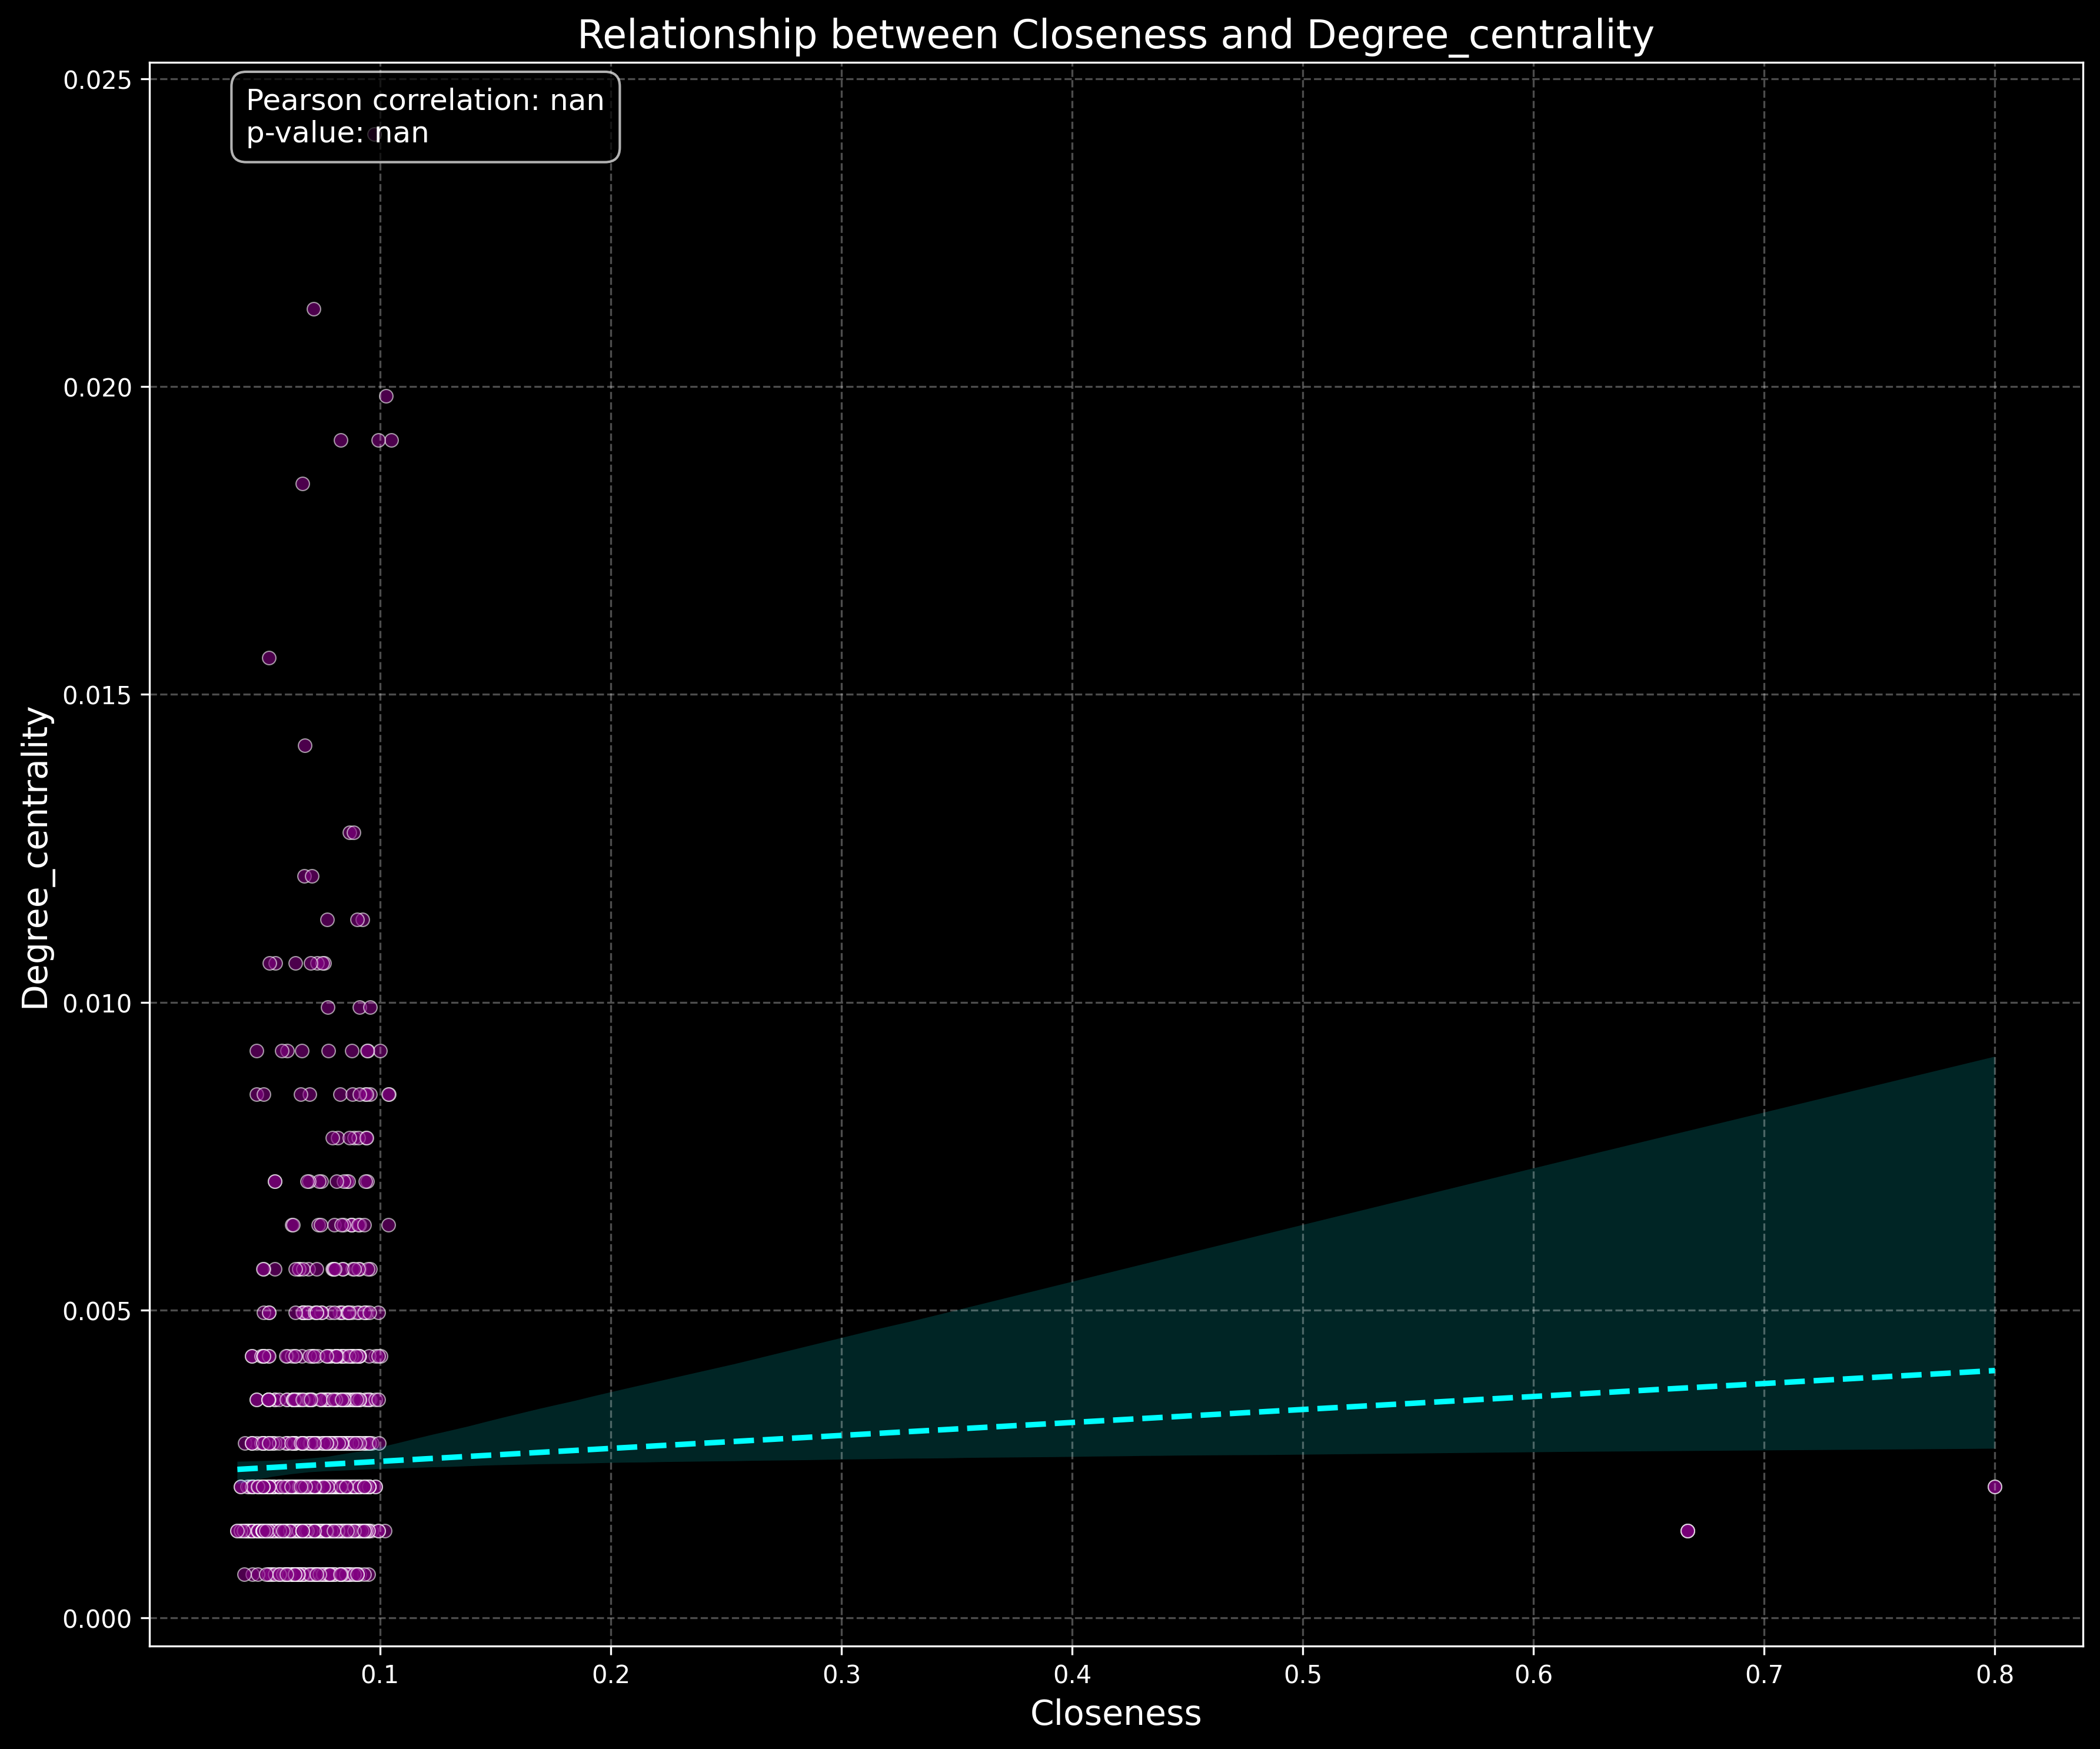 Relationship between Closeness and Degree_centrality
Pearson correlation: nan
p-value: nan
0.025
0.020
0.015
0.010
0.005
0.000
Degree_centrality
0.1 0.2 0.3 0.4 0.5 0.6 0.7 0.8
Closeness